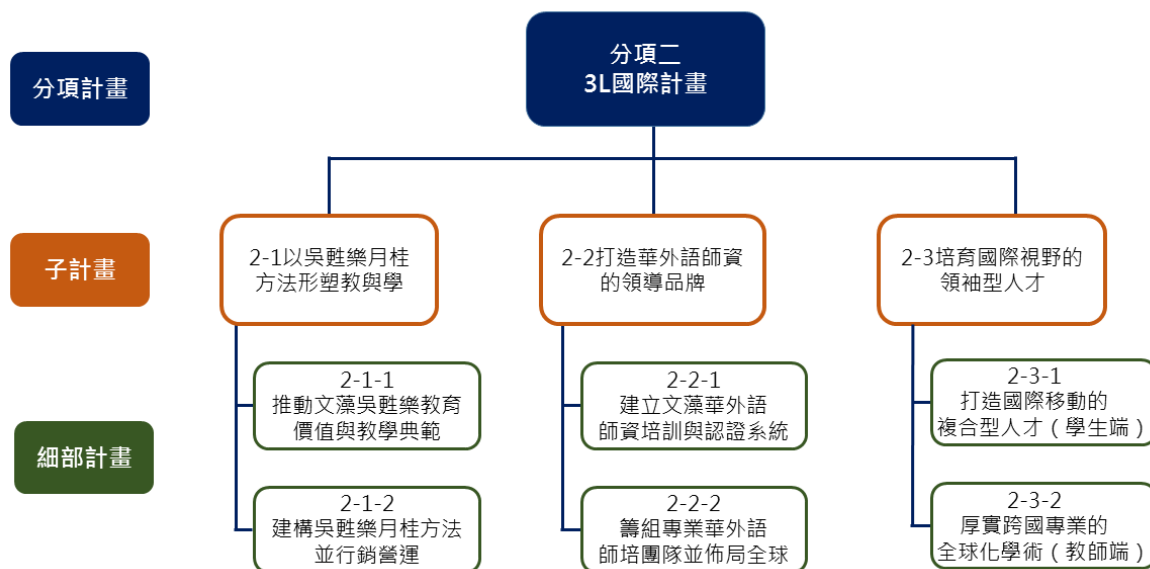 分項計畫
分項二
3L國際計畫
子計畫
2-1以吳甦樂月桂
方法形塑教與學
2-2打造華外語師資
的領導品牌
2-3培育國際視野的
領袖型人才
細部計畫
2-1-1
推動文藻吳甦樂教育
價值與教學典範
2-2-1
建立文藻華外語
師資培訓與認證系統
2-3-1
打造國際移動的
複合型人才（學生端）
2-1-2
建構吳甦樂月桂方法
並行銷營運
2-2-2
籌組專業華外語
師培團隊並佈局全球
2-3-2
厚實跨國專業的
全球化學術（教師端）